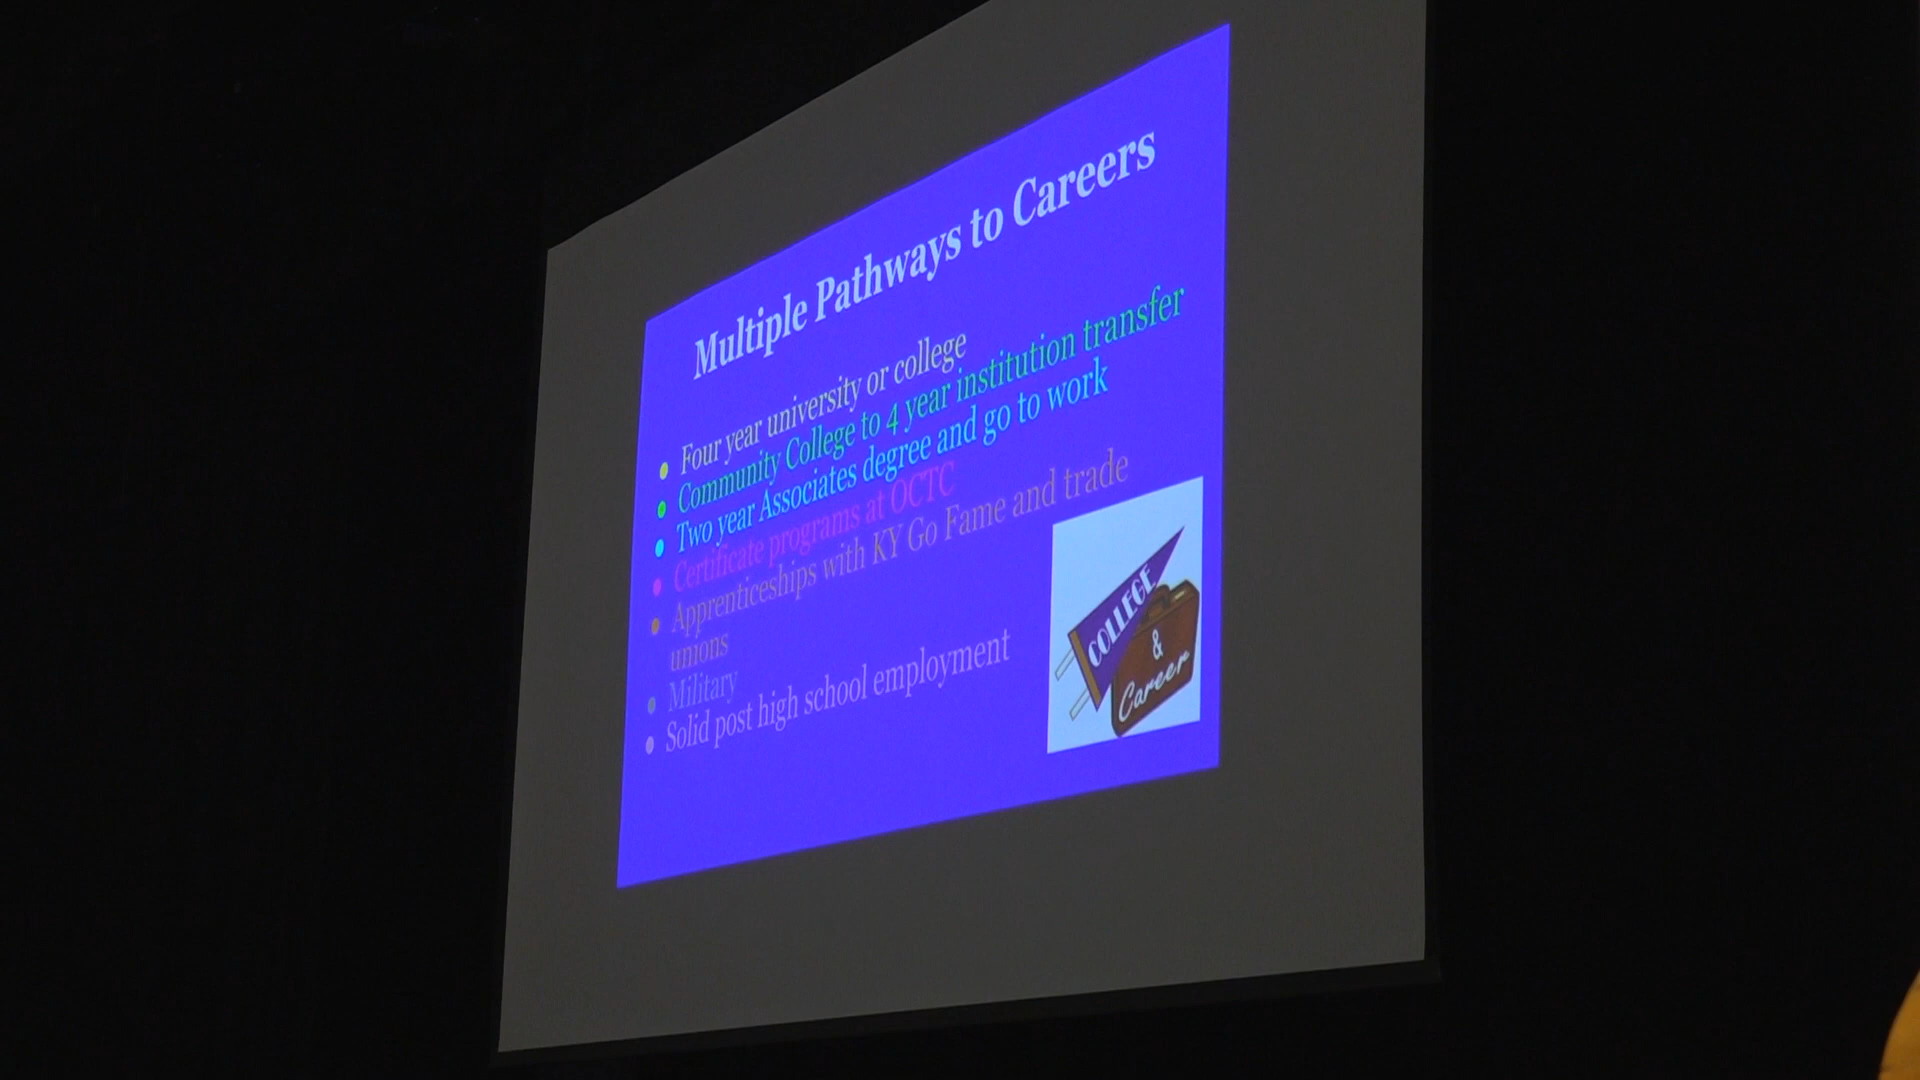 Multiple Pathways to Careers
• Four year university or college
• Community College to 4 year institution transfer
• Two year Associates degree and go to work
• Certificate programs at OCTC
• Apprenticeships with KY Go Fame and trade
unions
• Military
• Solid post high school employment
COLLEGE
&
Career